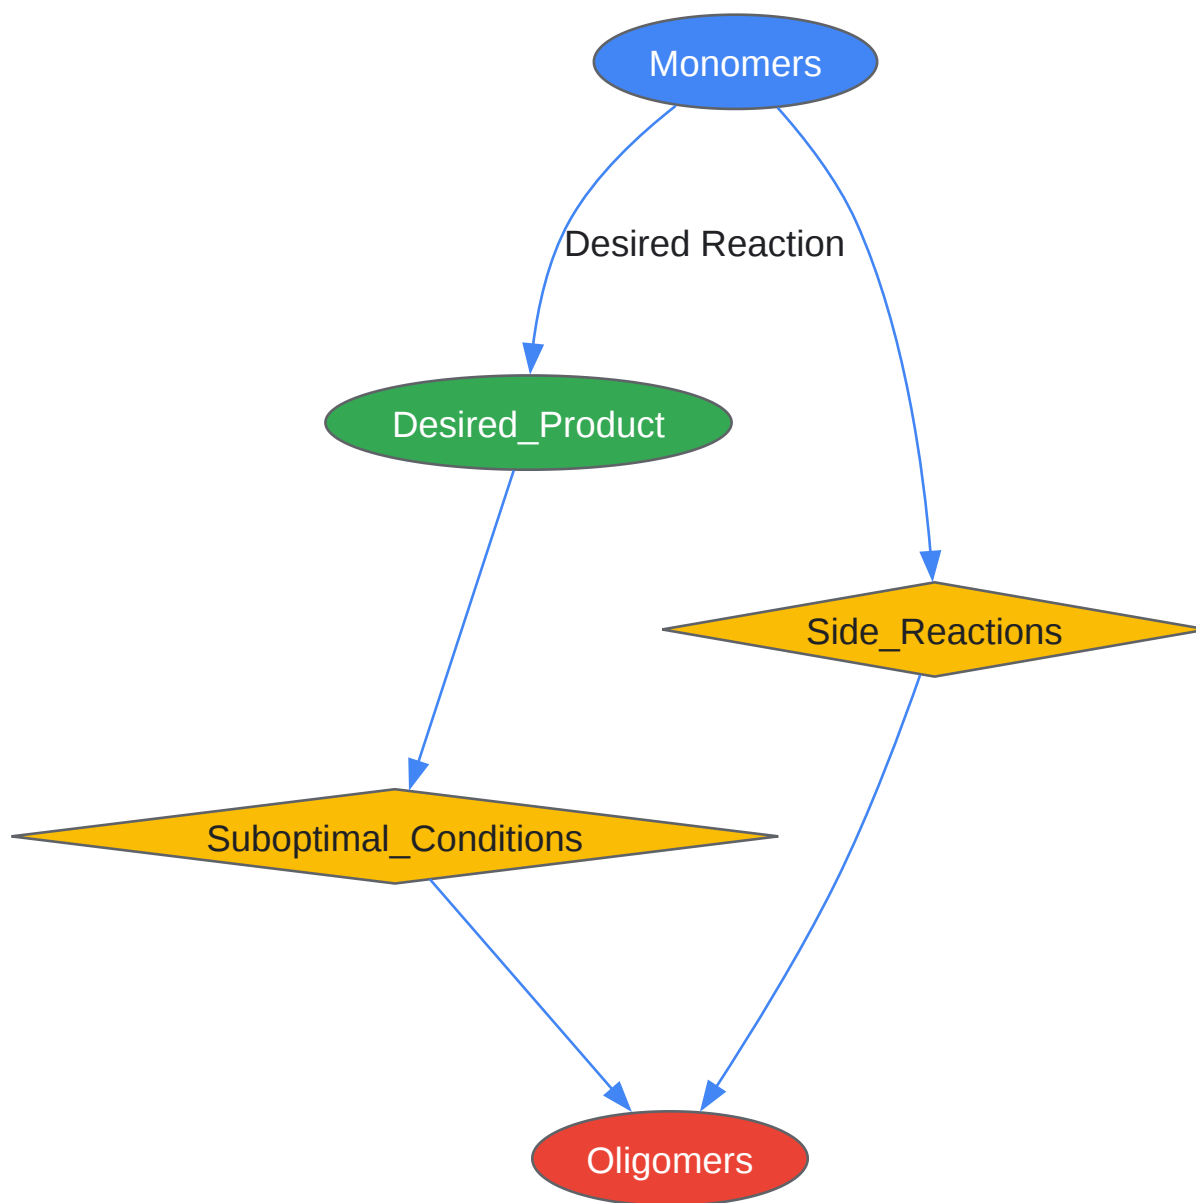 Monomers
Desired Reaction
Desired_Product
Side_Reactions
Suboptimal_Conditions
Oligomers